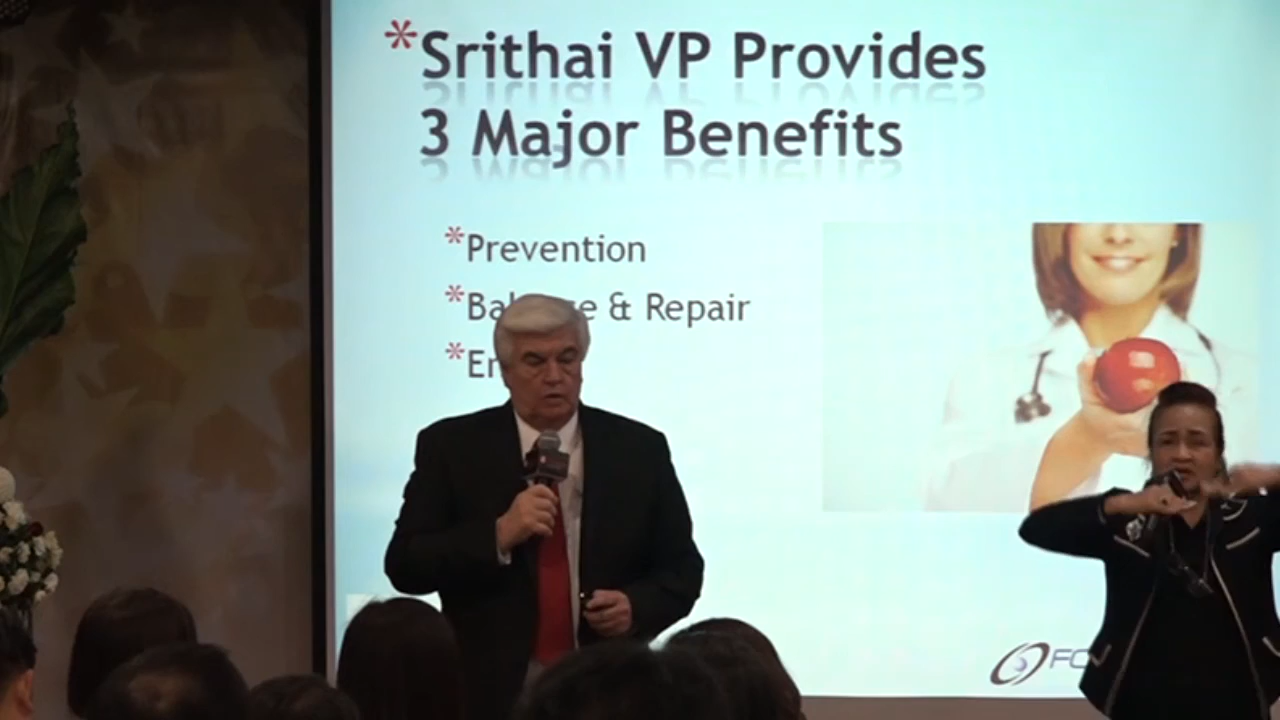 *Srithai VP Provides
3 Major Benefits
*Prevention
& Repair